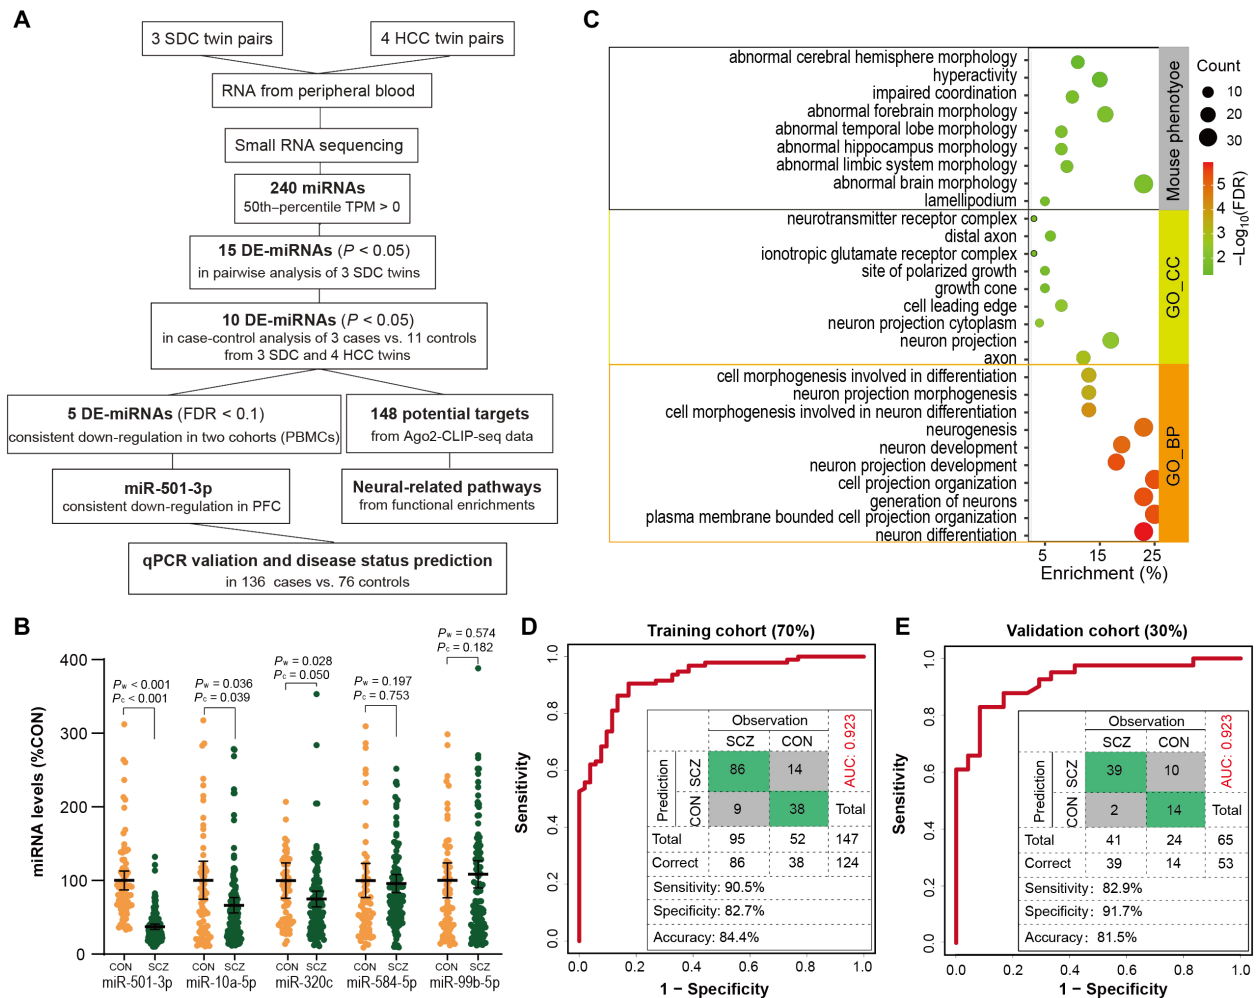 A
3 SDC twin pairs
4 HCC twin pairs
RNA from peripheral blood
Small RNA sequencing
240 miRNAs
50th−percentile TPM > 0
15 DE-miRNAs (P < 0.05)
in pairwise analysis of 3 SDC twins
10 DE-miRNAs (P < 0.05)
in case-control analysis of 3 cases vs. 11 controls
from 3 SDC and 4 HCC twins
5 DE-miRNAs (FDR < 0.1)
consistent down-regulation in two cohorts (PBMCs)
148 potential targets
from Ago2-CLIP-seq data
miR-501-3p
consistent down-regulation in PFC
Neural-related pathways
from functional enrichments
qPCR valiation and disease status prediction
in 136 cases vs. 76 controls
C
abnormal cerebral hemisphere morphology
hyperactivity
impaired coordination
abnormal forebrain morphology
abnormal temporal lobe morphology
abnormal hippocampus morphology
abnormal limbic system morphology
abnormal brain morphology
lamellipodium
neurotransmitter receptor complex
distal axon
ionotropic glutamate receptor complex
site of polarized growth
growth cone
cell leading edge
neuron projection cytoplasm
neuron projection
axon
cell morphogenesis involved in differentiation
neuron projection morphogenesis
cell morphogenesis involved in neuron differentiation
neurogenesis
neuron development
neuron projection development
cell projection organization
generation of neurons
plasma membrane bounded cell projection organization
neuron differentiation
5 15 25
Enrichment (%)
Mouse phenotyoe
GO_CC
GO_BP
Count
10
20
30
−Log10(FDR)
5
4
3
2
B
miRNA levels (%CON)
400
300
200
100
0
Pw < 0.001
Pc < 0.001
Pw = 0.036
Pc = 0.039
Pw = 0.028
Pc = 0.050
Pw = 0.197
Pc = 0.753
Pw = 0.574
Pc = 0.182
CON SCZ CON SCZ CON SCZ CON SCZ CON SCZ
miR-501-3p miR-10a-5p miR-320c miR-584-5p miR-99b-5p
D
Training cohort (70%)
Sensitivity
1.0
0.8
0.6
0.4
0.2
0.0
0.0 0.2 0.4 0.6 0.8 1.0
1 − Specificity
Observation
SCZ CON
Prediction
SCZ
CON
86 14
9 38 Total
AUC: 0.923
Total 95 52 147
Correct 86 38 124
Sensitivity: 90.5%
Specificity: 82.7%
Accuracy: 84.4%
E
Validation cohort (30%)
Sensitivity
1.0
0.8
0.6
0.4
0.2
0.0
0.0 0.2 0.4 0.6 0.8 1.0
1 − Specificity
Observation
SCZ CON
Prediction
SCZ
CON
39 10
2 14 Total
AUC: 0.923
Total 41 24 65
Correct 39 14 53
Sensitivity: 82.9%
Specificity: 91.7%
Accuracy: 81.5%